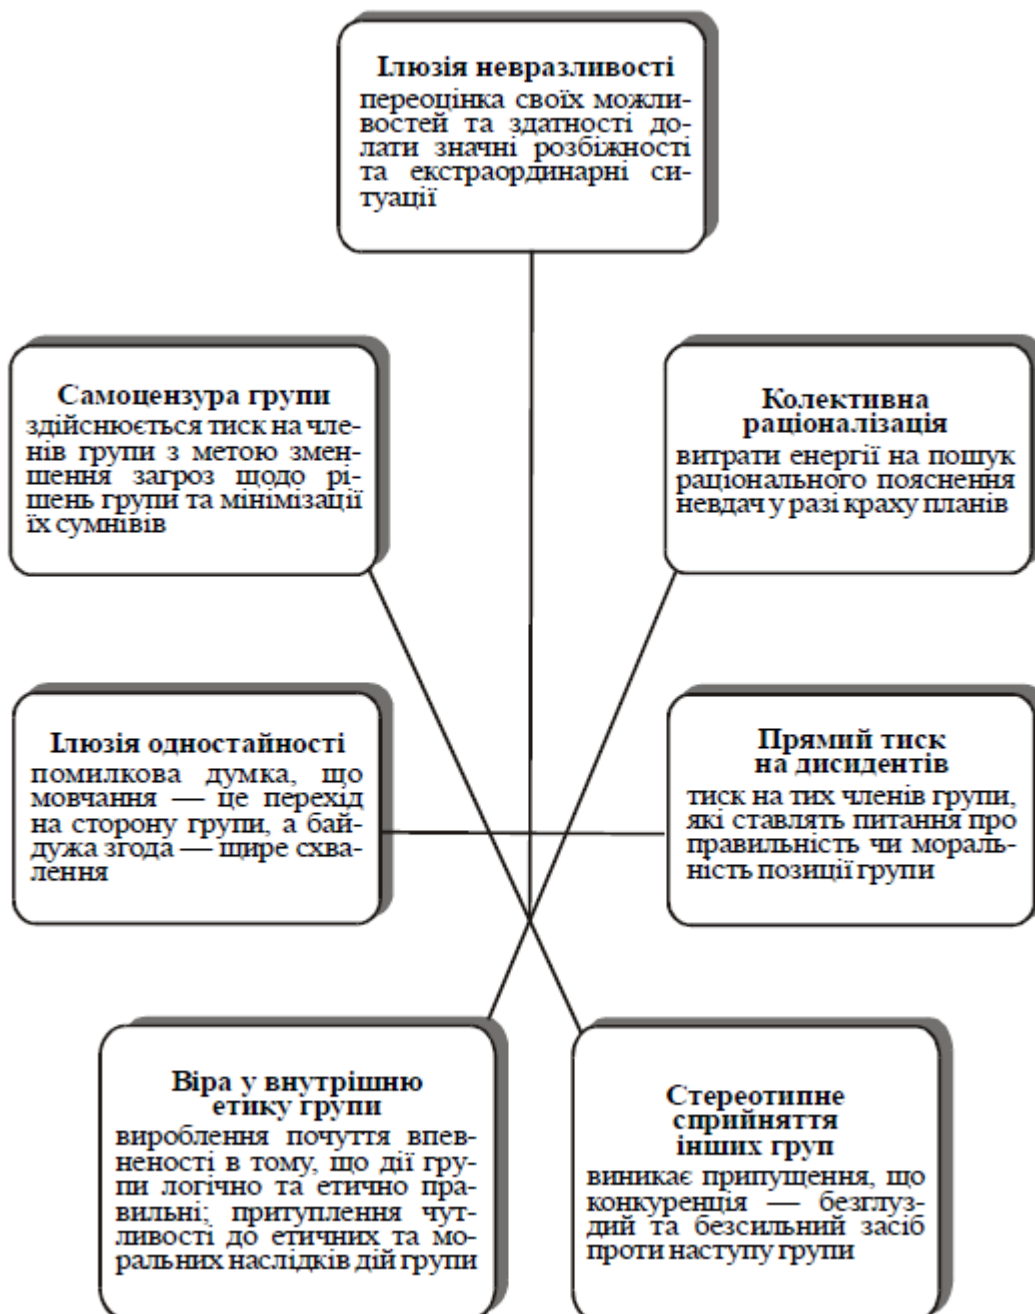 Ілюзія невразливості
переоцінка своїх можли-
востей та здатності до-
лати значні розбіжності
та екстраординарні си-
туації
Самоцензура групи
здійснюється тиск на чле-
нів групи з метою змен-
шення загроз щодо рі-
шень групи та мінімізації
їх сумнівів
Колективна
раціоналізація
витрати енергії на пошук
раціонального пояснення
невдач у разі краху планів
Ілюзія одностайності
помилкова думка, що
мовчання — це перехід
на сторону групи, а бай-
дужа згода — щире схва-
лення
Прямий тиск
на дисидентів
тиск на тих членів групи,
які ставлять питання про
правильність чи мораль-
ність позиції групи
Віра у внутрішню
етику групи
вироблення почуття впев-
неності в тому, що дії гру-
пи логічно та етично пра-
вильні; притуплення чут-
ливості до етичних та мо-
ральних наслідків дій групи
Стереотипне
сприйняття
інших груп
виникає припущення, що
конкуренція — безглуз-
дий та безсильний засіб
проти наступу групи